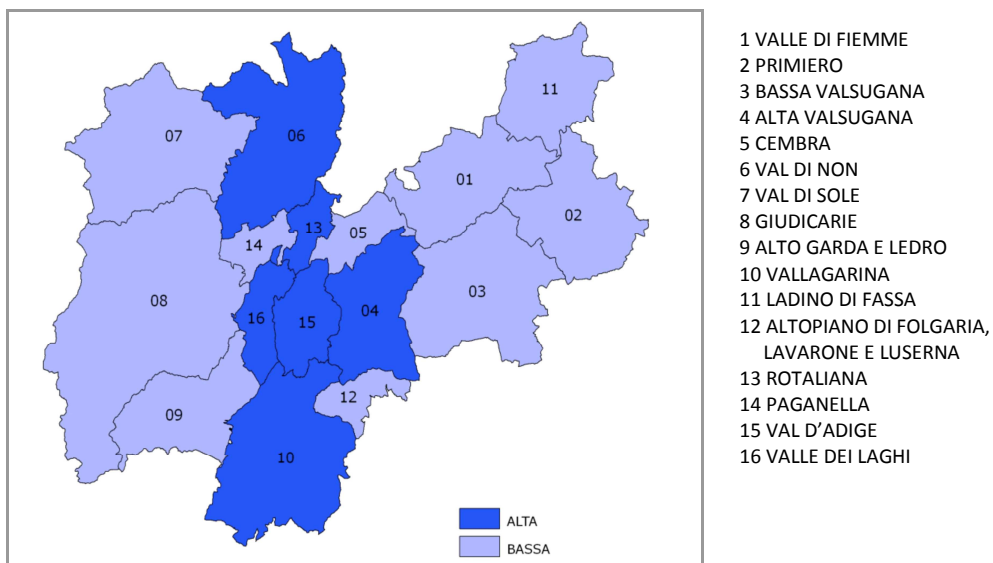 11
07
06
01
02
13
05
14
03
08
04
16
15
12
09
10
ALTA
BASSA
1 VALLE DI FIEMME
2 PRIMIERO
3 BASSA VALSUGANA
4 ALTA VALSUGANA
5 CEMBRA
6 VAL DI NON
7 VAL DI SOLE
8 GIUDICARIE
9 ALTO GARDA E LEDRO
10 VALLAGARINA
11 LADINO DI FASSA
12 ALTOPIANO DI FOLGARIA,
LAVARONE E LUSERNA
13 ROTALIANA
14 PAGANELLA
15 VAL D’ADIGE
16 VALLE DEI LAGHI